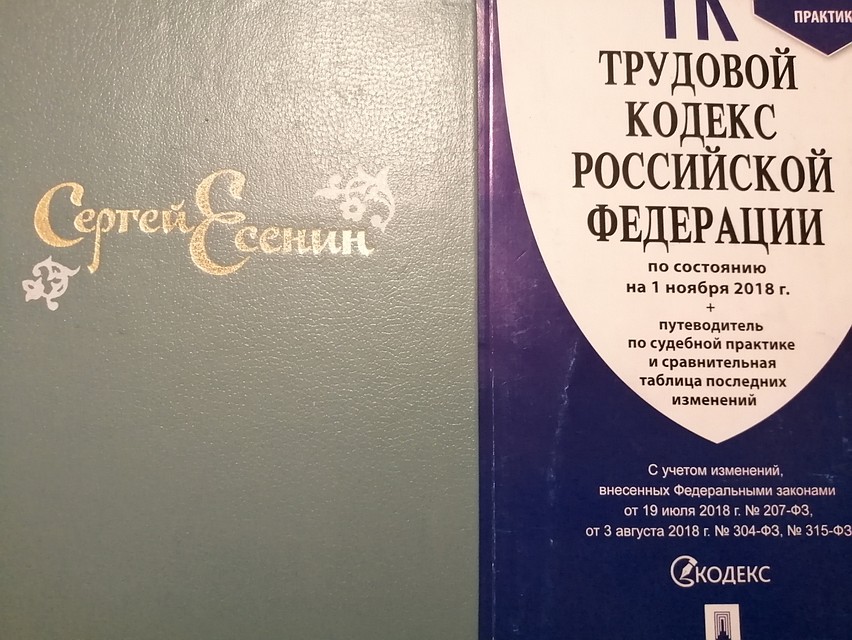 Сергей Есенин
ТК
ПРАКТИК
ТРУДОВОЙ
КОДЕКС
РОССИЙСКОЙ
ФЕДЕРАЦИИ
по состоянию
на 1 ноября 2018 г.
+
путеводитель
по судебной практике
и сравнительная
таблица последних
изменений
С учетом изменений,
внесенных Федеральными законами
от 19 июля 2018 г. № 207-ФЗ,
от 3 августа 2018 г. № 304-ФЗ, № 315-ФЗ
КОДЕКС